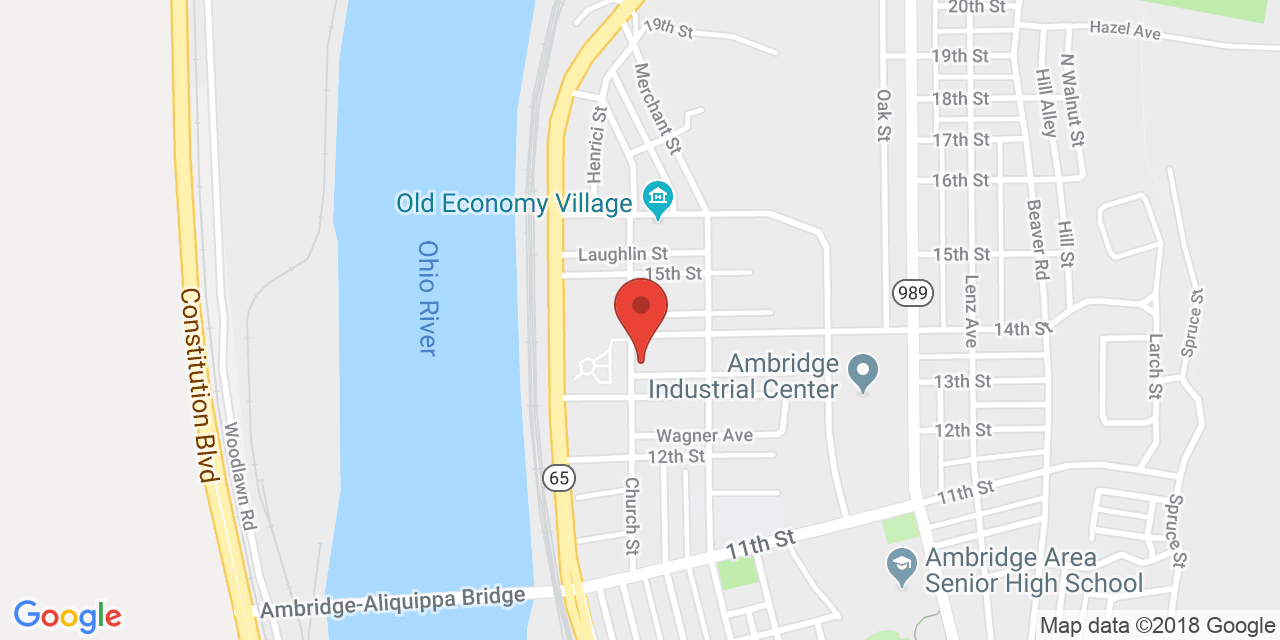 20th St
Hazel Ave
19th St
19th St
Merchant St
N Walnut St
Hill Alley
18th St
Oak St
Henrici St
17th St
16th St
Old Economy Village
Beaver Rd
Hill St
Laughlin St
15th St
15th St
Ohio River
Lenz Ave
989
Constitution Blvd
Spruce St
14th St
Larch St
Ambridge
Industrial Center
13th St
Woodlawn Rd
Wagner Ave
12th St
12th St
65
Church St
11th St
Spruce St
11th St
Ambridge Area
Senior High School
Ambridge-Aliquippa Bridge
Google
Map data ©2018 Google